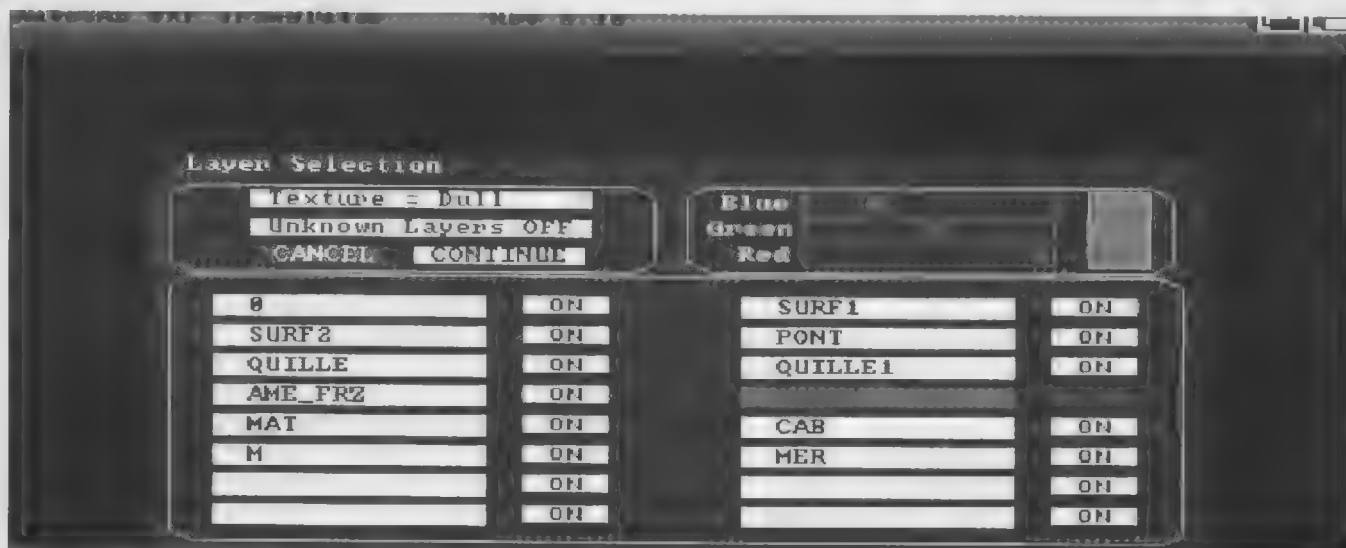 Layer Selection
Texture = Dull
Unknown Layers OFF
CANCEL CONTINUE
Blue
Green
Red
0 ON SURF1 ON
SURF2 ON PONT ON
QUILLE ON QUILLE1 ON
AME_FRZ ON
MAT ON CAB ON
M ON MER ON
ON ON
ON ON